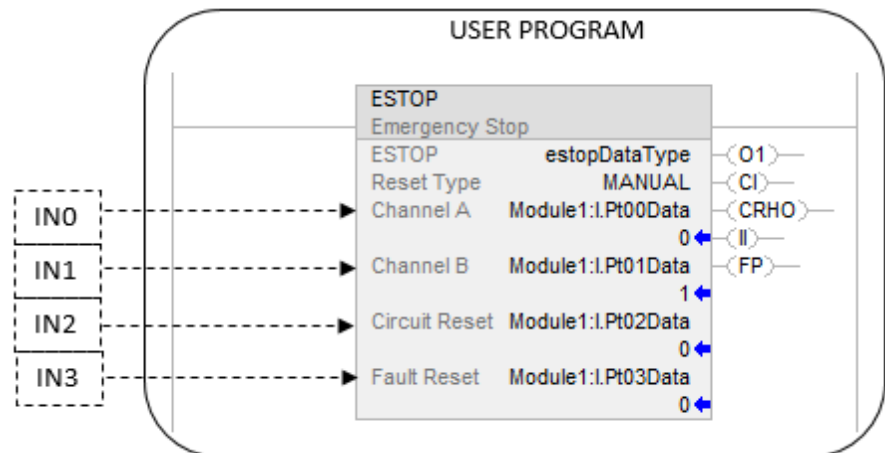 USER PROGRAM
ESTOP
Emergency Stop
ESTOP estopDataType (O1)
Reset Type MANUAL (CI)
IN0 Channel A Module1:I.Pt00Data (CRHO)
0 (II)
IN1 Channel B Module1:I.Pt01Data (FP)
1
IN2 Circuit Reset Module1:I.Pt02Data
0
IN3 Fault Reset Module1:I.Pt03Data
0